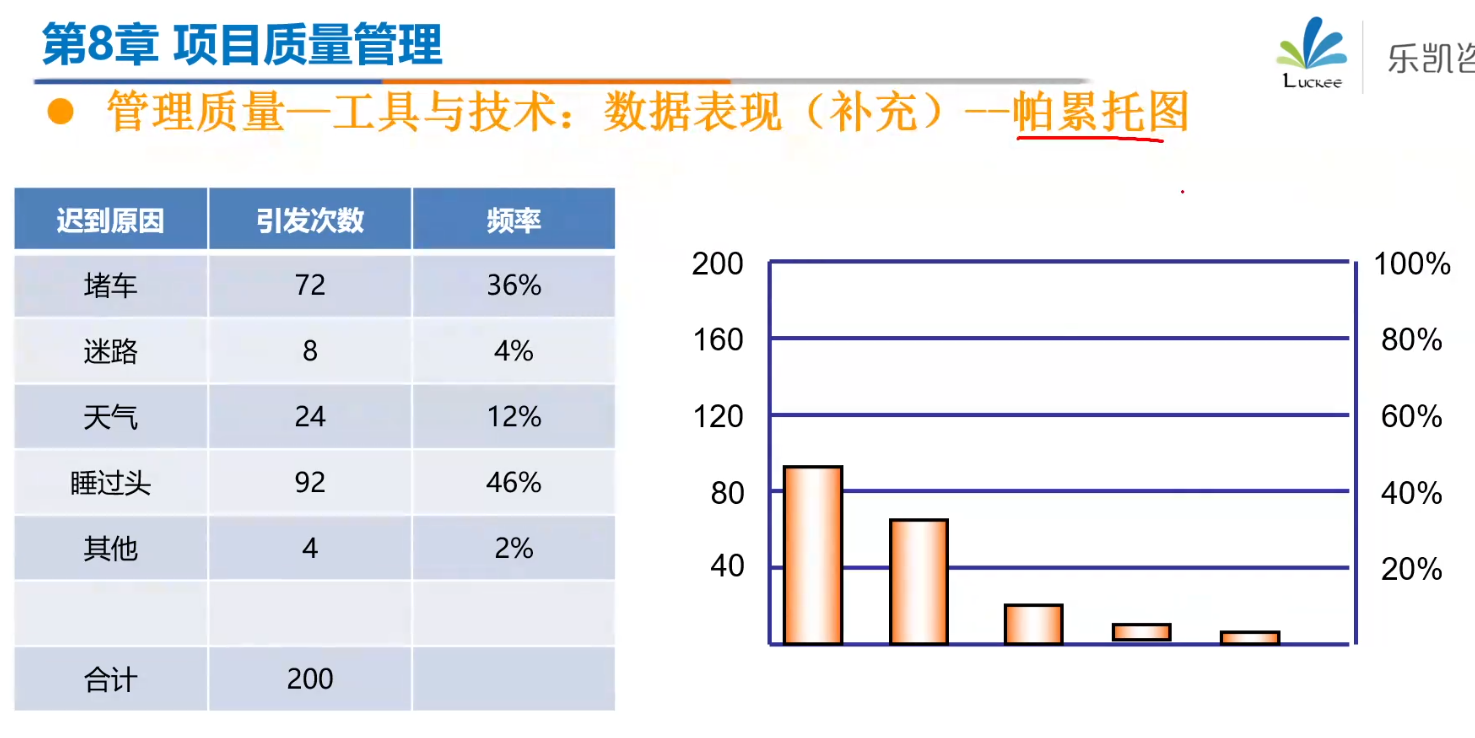 第8章 项目质量管理
LUCKEE
乐凯咨
● 管理质量—工具与技术：数据表现（补充）--帕累托图
迟到原因 引发次数 频率
堵车 72 36%
迷路 8 4%
天气 24 12%
睡过头 92 46%
其他 4 2%
合计 200
200 100%
160 80%
120 60%
80 40%
40 20%